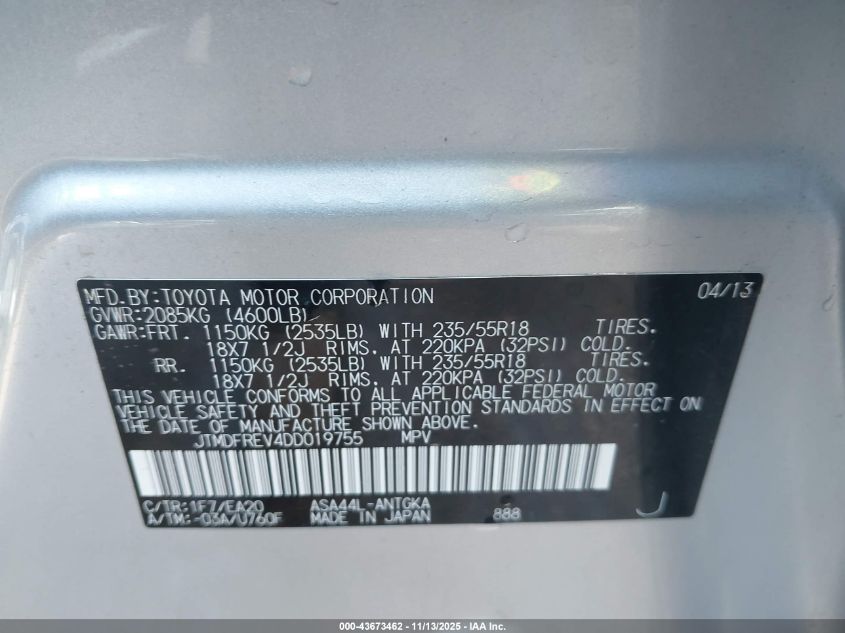 MFD.BY:TOYOTA MOTOR CORPORATION 04/13
GVWR:2085KG (4600LB)
GAWR:FRT. 1150KG (2535LB) WITH 235/55R18 TIRES.
18X7 1/2J RIMS, AT 220KPA (32PSI) COLD.
RR. 1150KG (2535LB) WITH 235/55R18 TIRES.
18X7 1/2J RIMS, AT 220KPA (32PSI) COLD.
THIS VEHICLE CONFORMS TO ALL APPLICABLE FEDERAL MOTOR
VEHICLE SAFETY AND THEFT PREVENTION STANDARDS IN EFFECT ON
THE DATE OF MANUFACTURE SHOWN ABOVE.
JTMDFREV4DD019755 MPV
C/TR:1F7/EA20 ASA44L-ANTGKA
A/TM:-03A/U760F MADE IN JAPAN 888 J
000-43673462 - 11/13/2025 - IAA Inc.